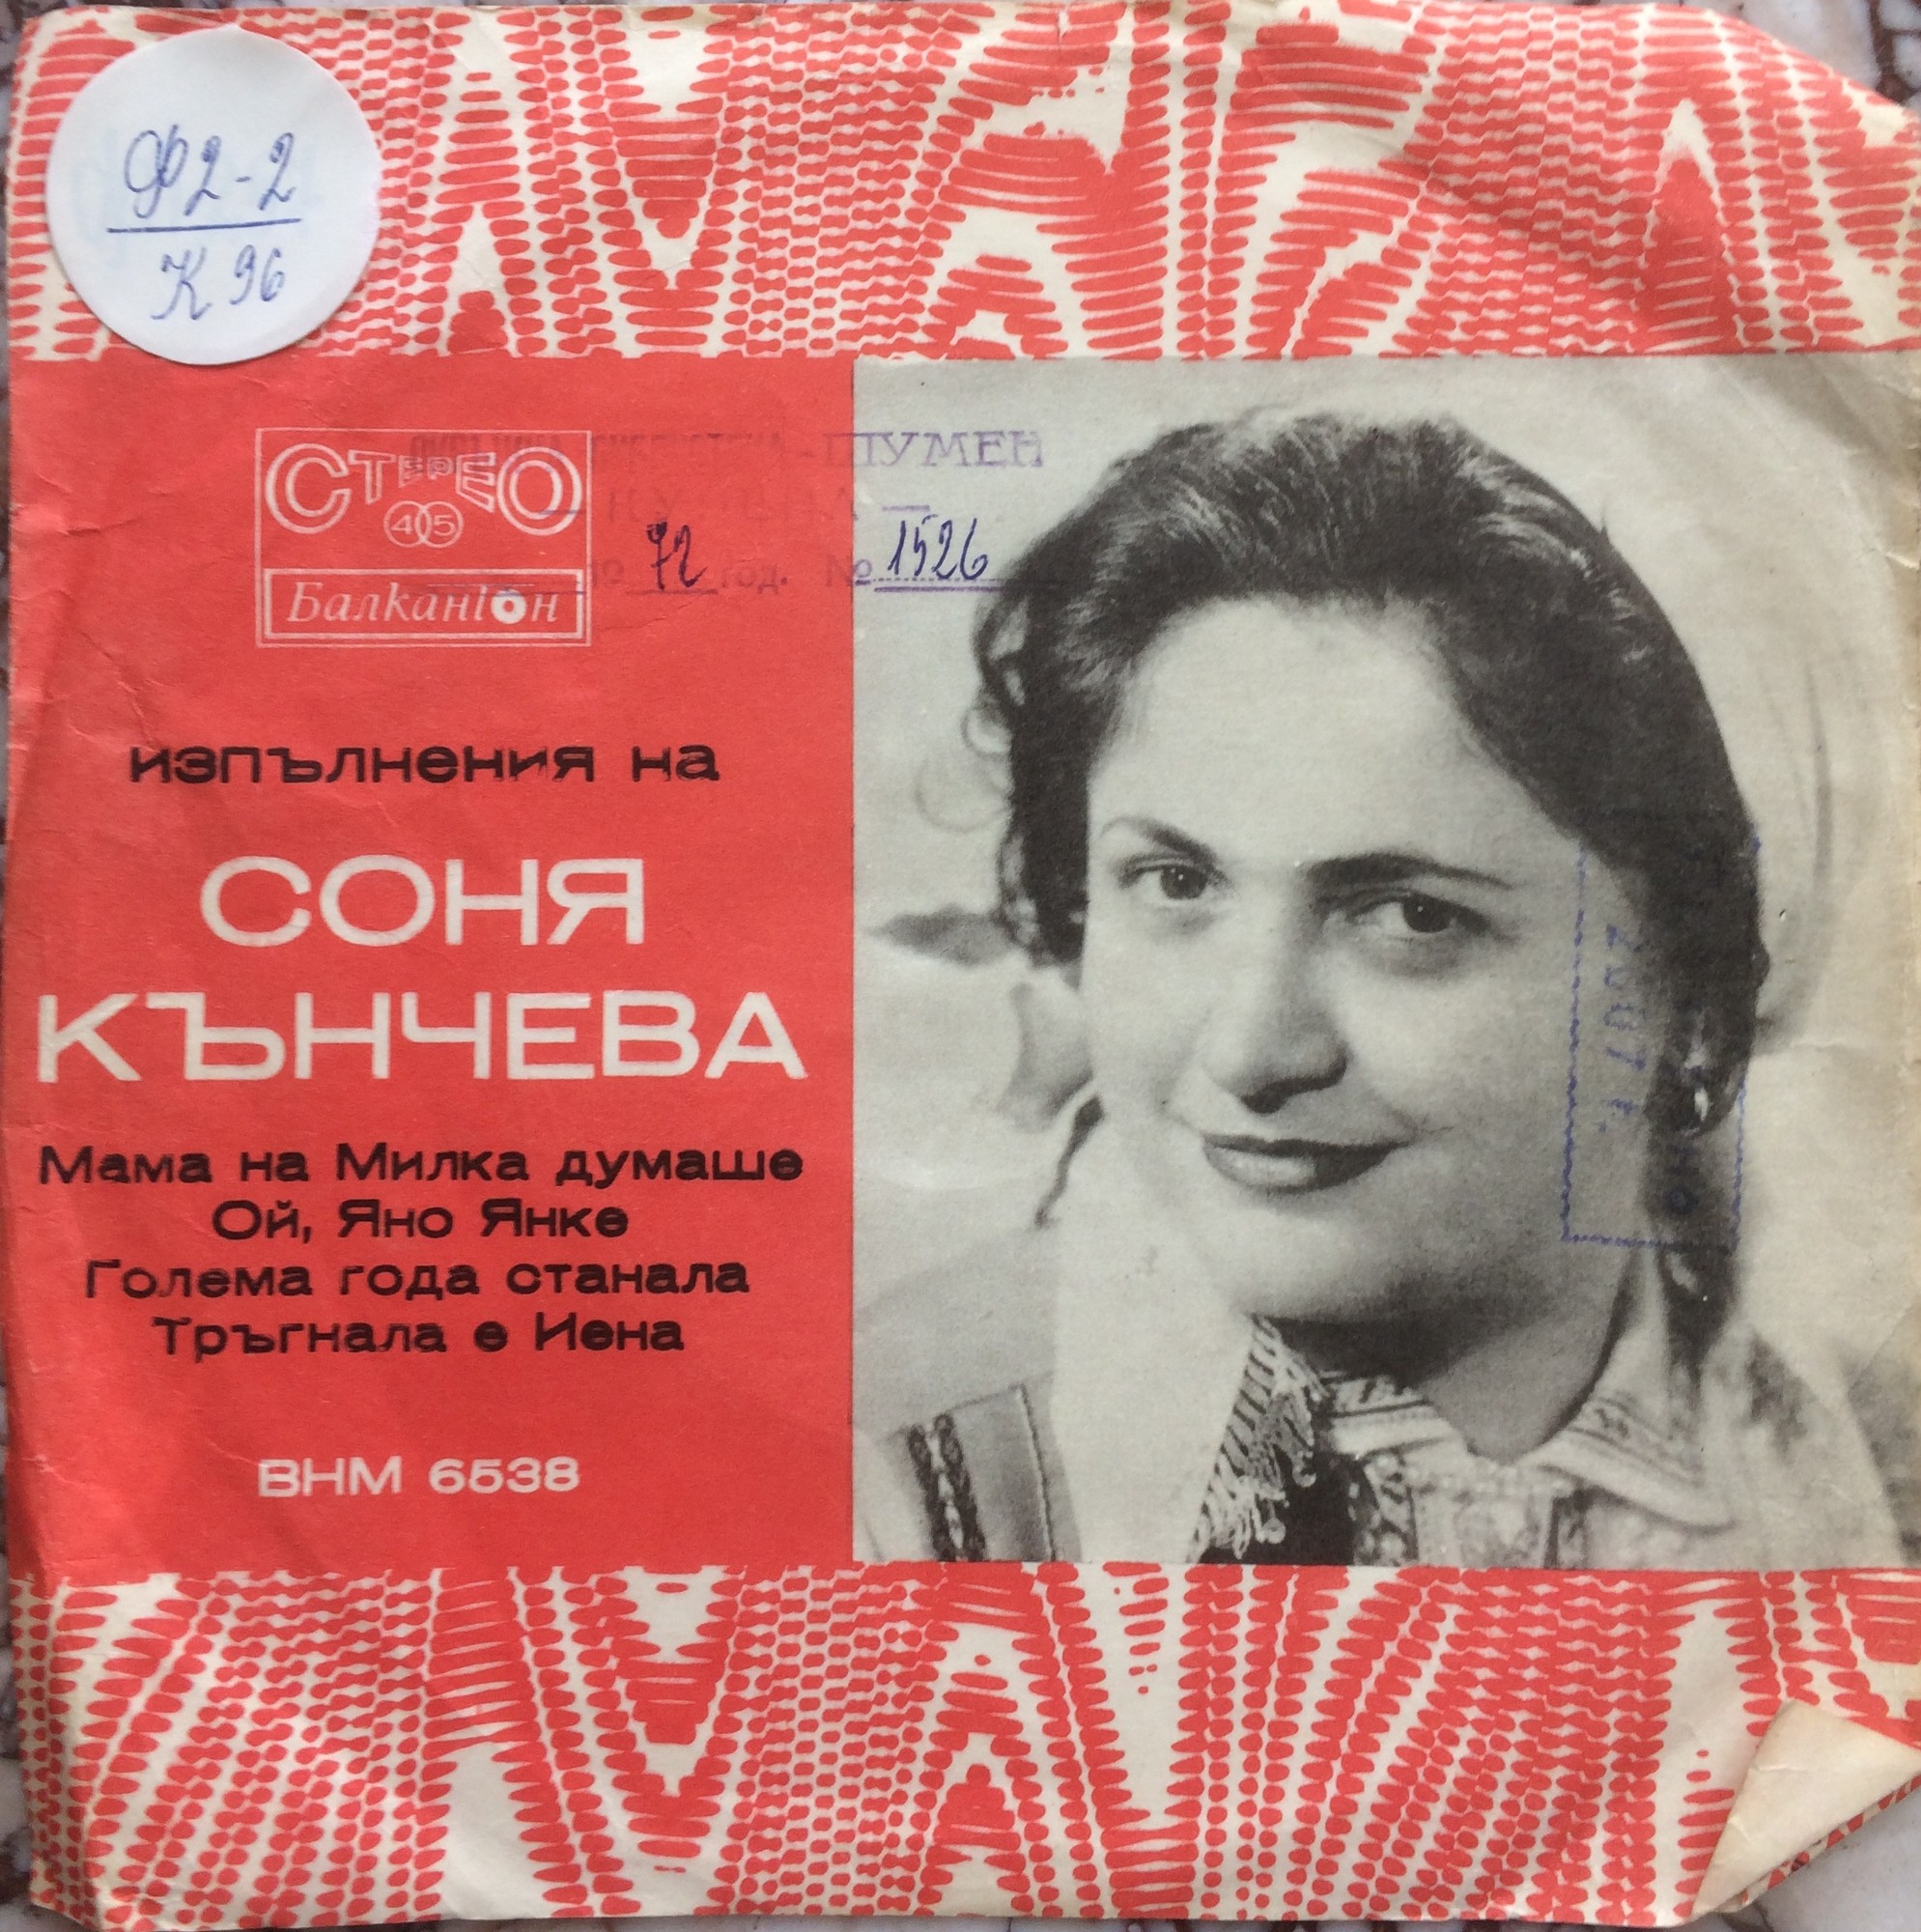 Ф2-2
К 96
СТЕРЕО
45
Балкантон
ШУМЕН
72 год. № 1526
изпълнения на
СОНЯ
КЪНЧЕВА
Мама на Милка думаше
Ой, Яно Янке
Голема года станала
Тръгнала е Иена
ВНМ 6538
2007 г.